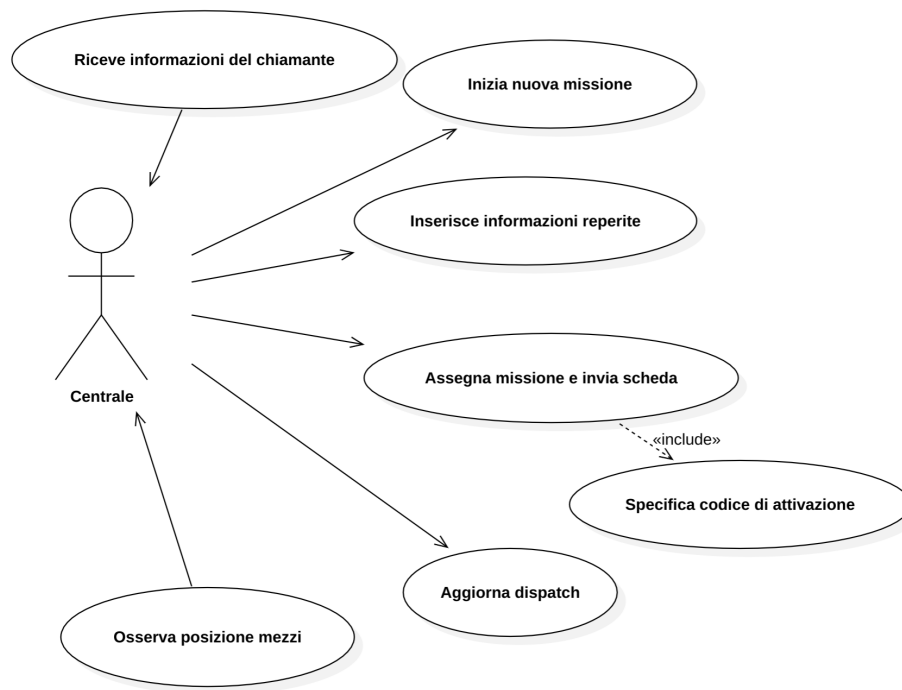 Riceve informazioni del chiamante
Inizia nuova missione
Inserisce informazioni reperite
Assegna missione e invia scheda
Centrale
«include»
Specifica codice di attivazione
Aggiorna dispatch
Osserva posizione mezzi